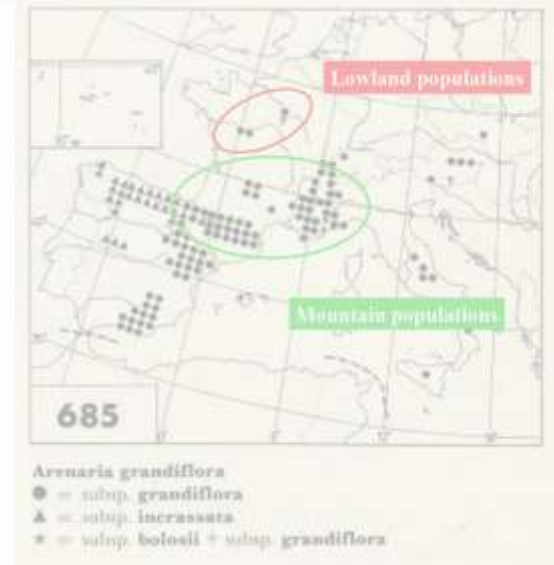 Lowland populations
Mountain populations
685
Arenaria grandiflora
● = subsp. grandiflora
▲ = subsp. incrassata
★ = subsp. bolosii + subsp. grandiflora